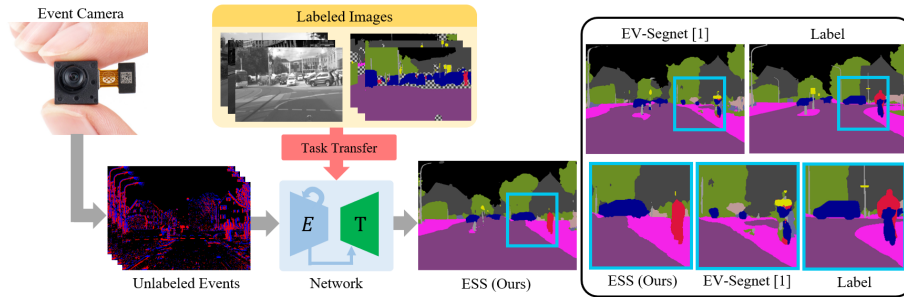 Event Camera
Labeled Images
Task Transfer
E
T
Unlabeled Events
Network
ESS (Ours)
EV-Segnet [1]
Label
ESS (Ours)
EV-Segnet [1]
Label